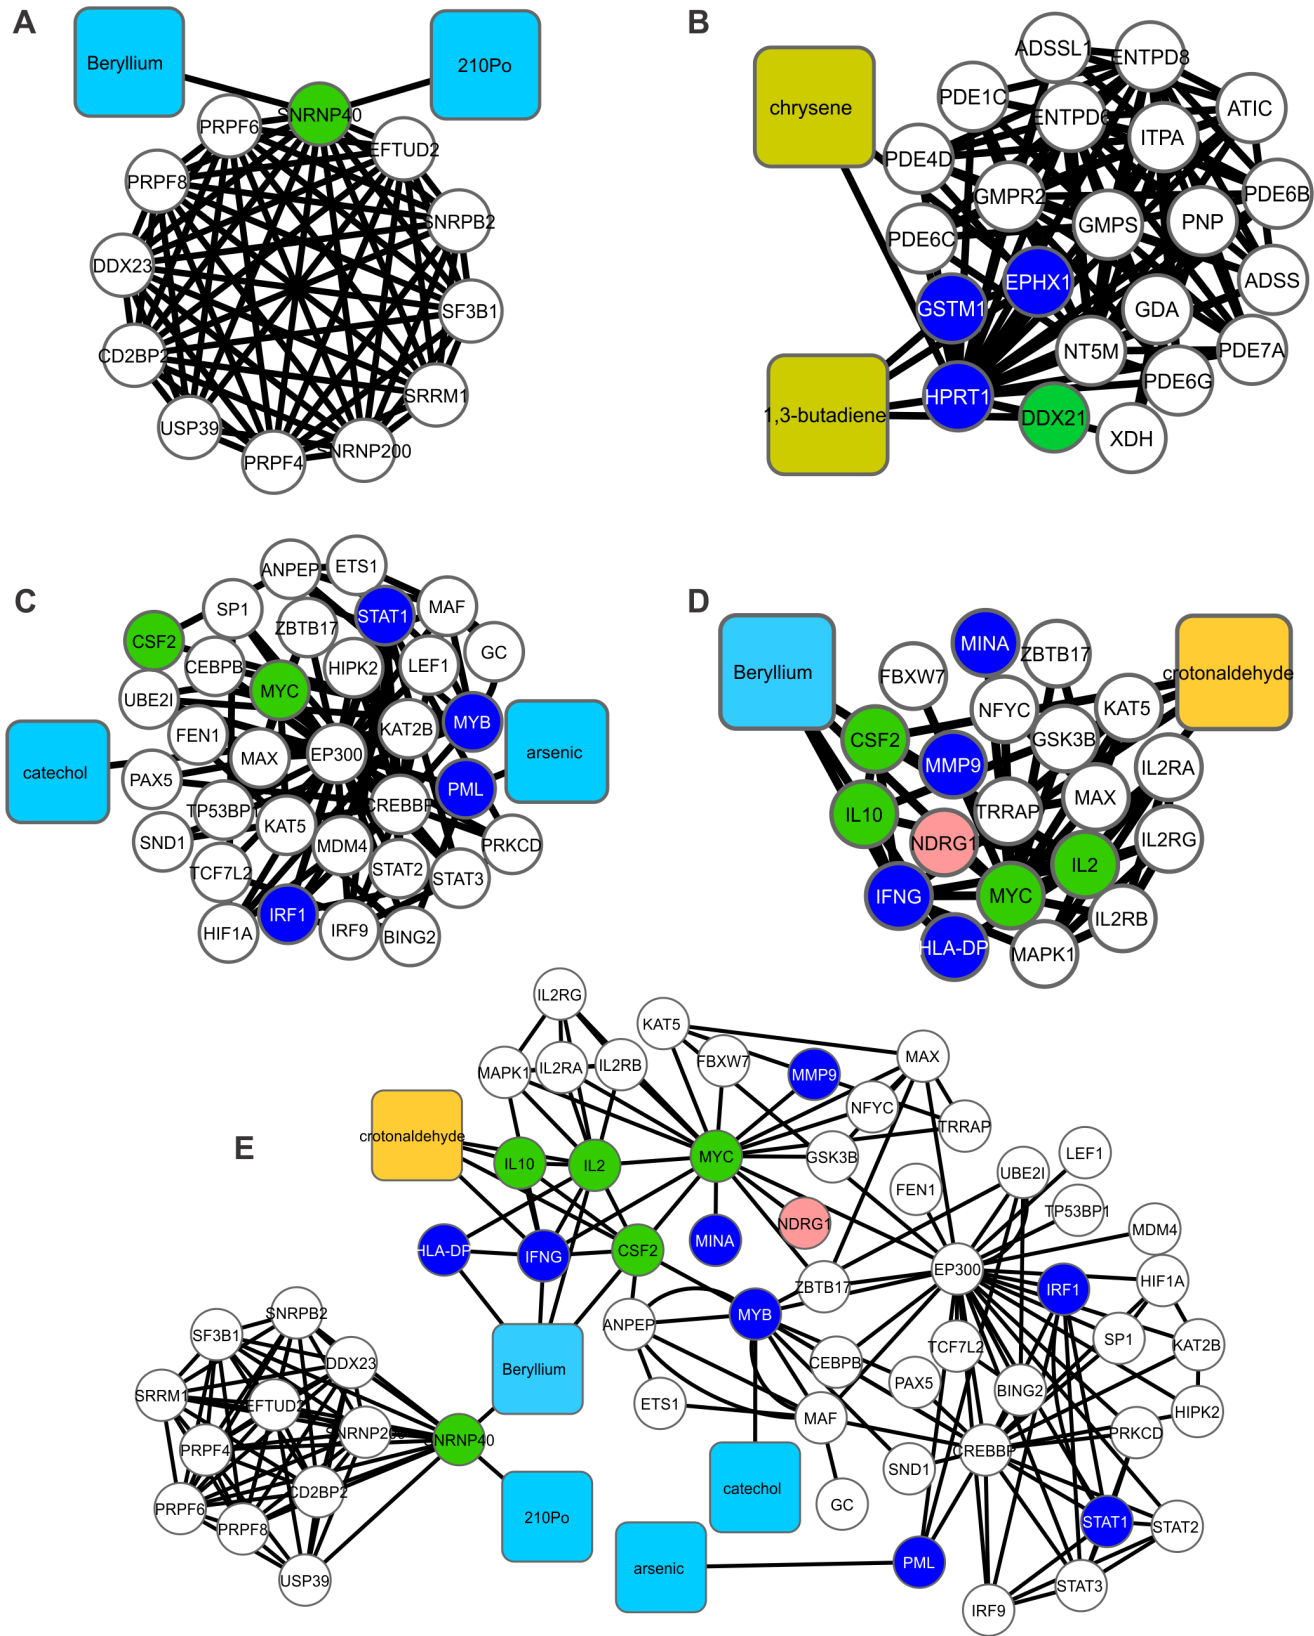 A
Beryllium
210Po
SNRNP40
PRPF6
EFTUD2
PRPF8
SNRPB2
DDX23
SF3B1
CD2BP2
SRRM1
USP39
SNRNP200
PRPF4
B
ADSSL1
ENTPD8
chrysene
PDE1C
ATIC
ENTPD6
ITPA
PDE4D
PDE6B
GMPR2
GMPS
PNP
PDE6C
EPHX1
ADSS
GSTM1
GDA
NT5M
PDE7A
PDE6G
HPRT1
1,3-butadiene
DDX21
XDH
C
ANPEP
ETS1
SP1
STAT1
MAF
ZBTB17
CSF2
GC
CEBPB
HIPK2
LEF1
MYC
UBE2I
MYB
KAT2B
FEN1
EP300
arsenic
MAX
catechol
PAX5
PML
CREBBP
TP53BP1
KAT5
SND1
MDM4
PRKCD
TCF7L2
STAT2
STAT3
IRF1
HIF1A
IRF9
BING2
D
MINA
ZBTB17
Beryllium
FBXW7
crotonaldehyde
NFYC
KAT5
CSF2
GSK3B
MMP9
IL2RA
MAX
IL10
TRRAP
NDRG1
IL2RG
IL2
IFNG
MYC
IL2RB
HLA-DP
MAPK1
E
IL2RG
KAT5
MAX
FBXW7
IL2RB
IL2RA
MAPK1
MMP9
NFYC
TRRAP
crotonaldehyde
LEF1
GSK3B
MYC
IL10
IL2
UBE2I
FEN1
TP53BP1
NDRG1
MDM4
MINA
HLA-DP
IFNG
CSF2
EP300
HIF1A
ZBTB17
IRF1
SNRPB2
MYB
ANPEP
SF3B1
SP1
KAT2B
TCF7L2
DDX23
CEBPB
Beryllium
PAX5
BING2
SRRM1
EFTUD2
ETS1
HIPK2
MAF
SNRNP200
PRKCD
SNRNP40
PRPF4
CREBBP
SND1
CD2BP2
catechol
GC
PRPF6
210Po
STAT1
STAT2
PRPF8
PML
arsenic
USP39
STAT3
IRF9